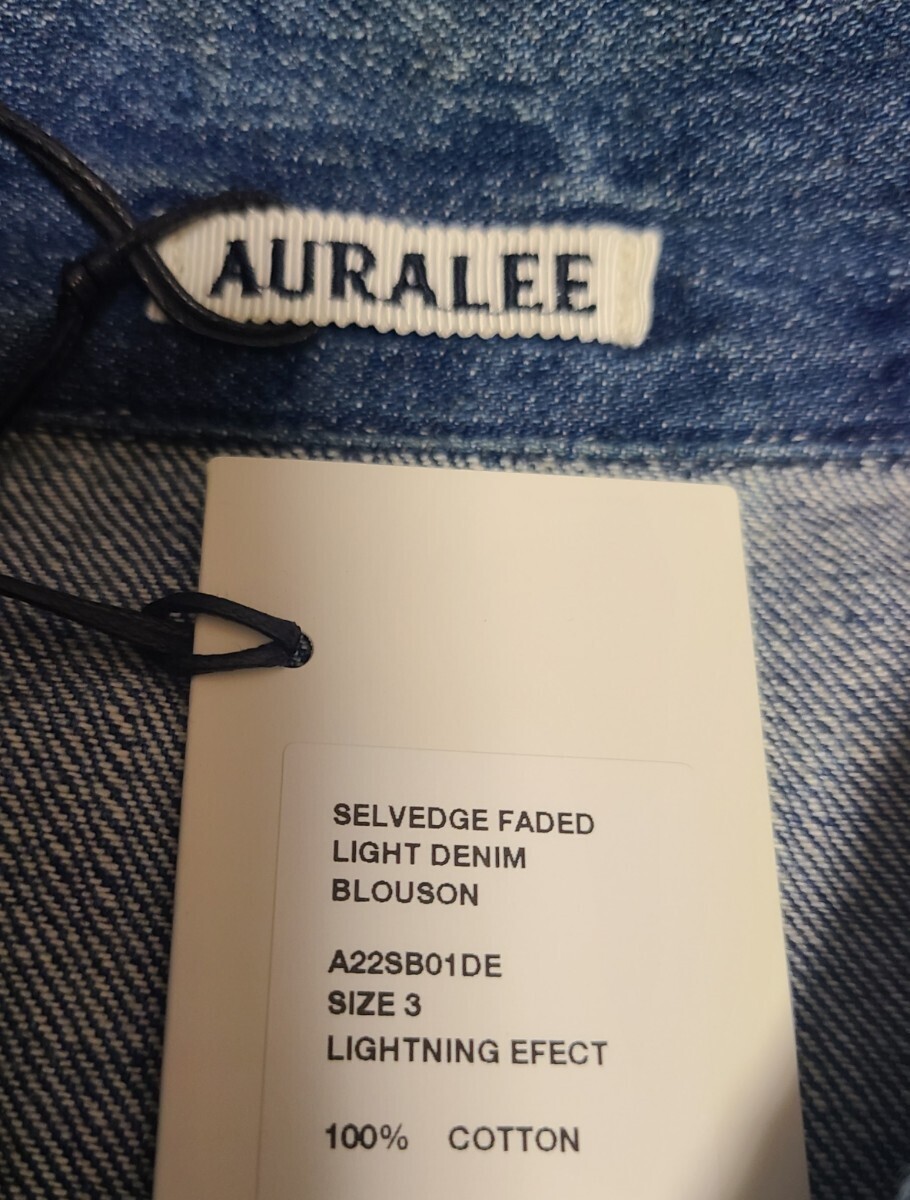 AURALEE
SELVEDGE FADED
LIGHT DENIM
BLOUSON
A22SB01DE
SIZE 3
LIGHTNING EFECT
100% COTTON